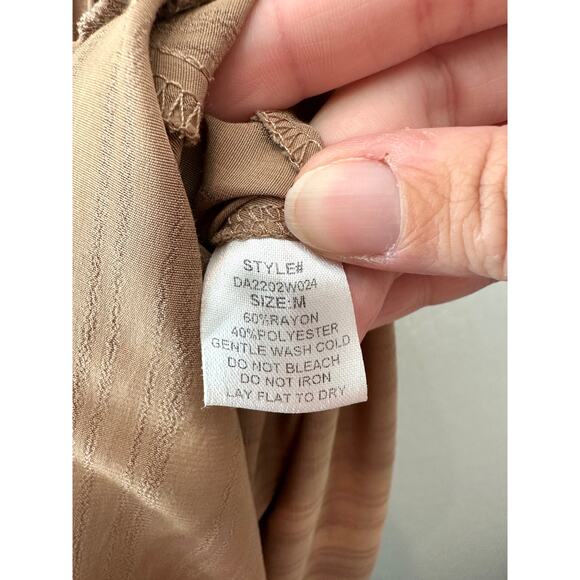 STYLE#
DA2202W024
SIZE:M
60%RAYON
40%POLYESTER
GENTLE WASH COLD
DO NOT BLEACH
DO NOT IRON
LAY FLAT TO DRY